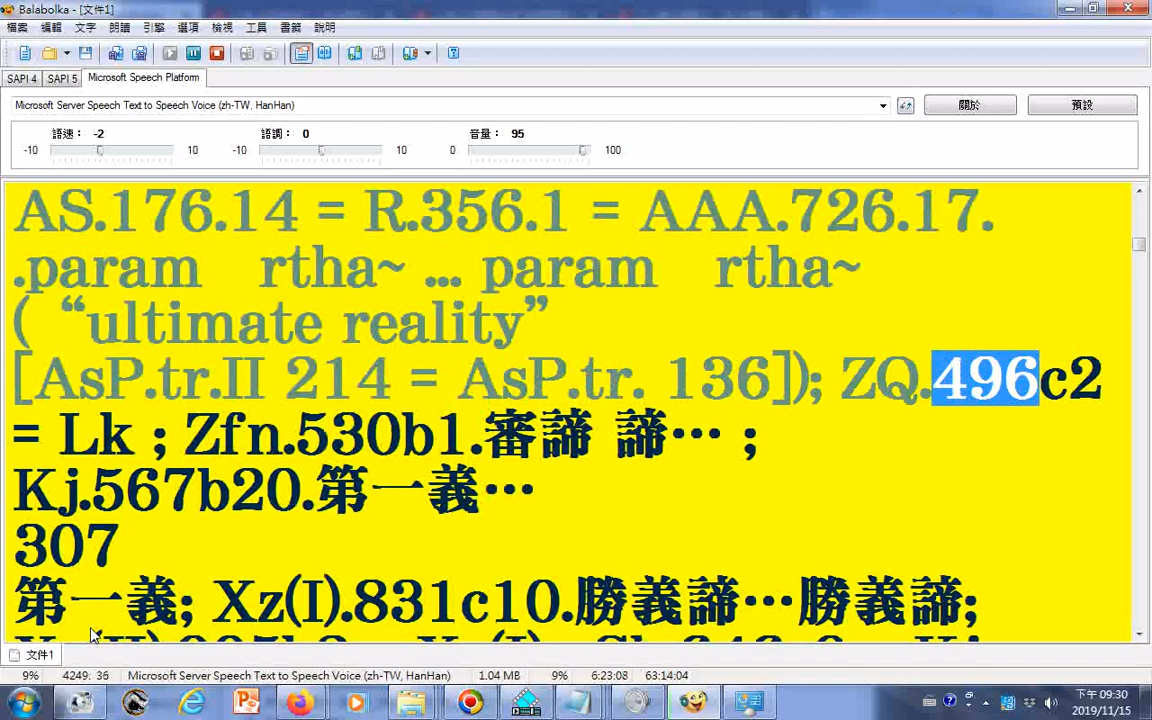 Balabolka - [文件1]
檔案 編輯 文字 朗讀 引擎 選項 檢視 工具 書籤 說明
SAPI 4 SAPI 5 Microsoft Speech Platform
Microsoft Server Speech Text to Speech Voice (zh-TW, HanHan) 關於 預設
語速： -2 語調： 0 音量： 95
-10 10 -10 10 0 100
AS.176.14 = R.356.1 = AAA.726.17.
.param rtha~ ... param rtha~
( “ultimate reality”
[AsP.tr.II 214 = AsP.tr. 136]); ZQ.496c2
= Lk ; Zfn.530b1.審諦 諦… ;
Kj.567b20.第一義…
307
第一義; Xz(I).831c10.勝義諦…勝義諦;
文件1
9% 4249: 36 Microsoft Server Speech Text to Speech Voice (zh-TW, HanHan) 1.04 MB 9% 6:23:08 63:14:04
下午 09:30
2019/11/15